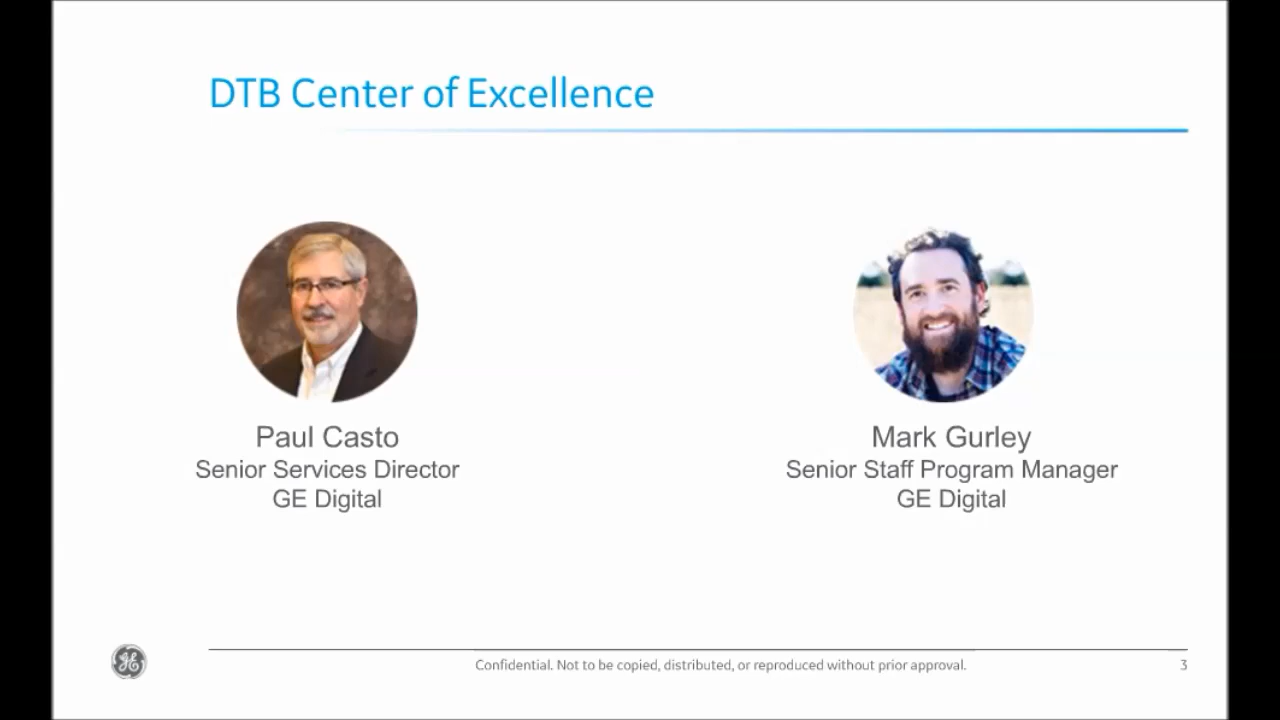 DTB Center of Excellence
Paul Casto
Senior Services Director
GE Digital
Mark Gurley
Senior Staff Program Manager
GE Digital
GE
Confidential. Not to be copied, distributed, or reproduced without prior approval.
3